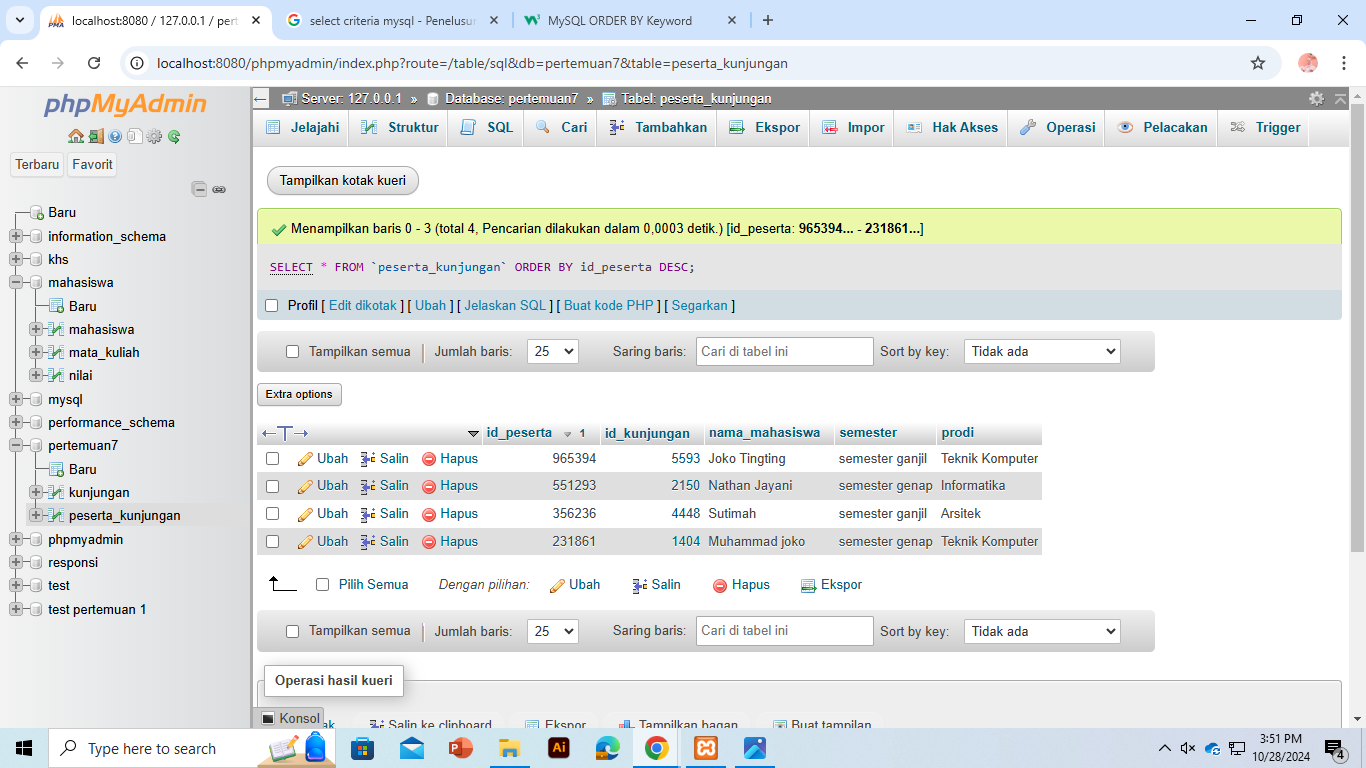 localhost:8080 / 127.0.0.1 / pert
select criteria mysql - Penelusur
MySQL ORDER BY Keyword
localhost:8080/phpmyadmin/index.php?route=/table/sql&db=pertemuan7&table=peserta_kunjungan
phpMyAdmin
Terbaru Favorit
Baru
information_schema
khs
mahasiswa
Baru
mahasiswa
mata_kuliah
nilai
mysql
performance_schema
pertemuan7
Baru
kunjungan
peserta_kunjungan
phpmyadmin
responsi
test
test pertemuan 1
Server: 127.0.0.1 » Database: pertemuan7 » Tabel: peserta_kunjungan
Jelajahi Struktur SQL Cari Tambahkan Ekspor Impor Hak Akses Operasi Pelacakan Trigger
Tampilkan kotak kueri
Menampilkan baris 0 - 3 (total 4, Pencarian dilakukan dalam 0,0003 detik.) [id_peserta: 965394... - 231861...]
SELECT * FROM `peserta_kunjungan` ORDER BY id_peserta DESC;
Profil [ Edit dikotak ] [ Ubah ] [ Jelaskan SQL ] [ Buat kode PHP ] [ Segarkan ]
Tampilkan semua Jumlah baris: 25 Saring baris: Cari di tabel ini Sort by key: Tidak ada
Extra options
id_peserta 1 id_kunjungan nama_mahasiswa semester prodi
Ubah Salin Hapus 965394 5593 Joko Tingting semester ganjil Teknik Komputer
Ubah Salin Hapus 551293 2150 Nathan Jayani semester genap Informatika
Ubah Salin Hapus 356236 4448 Sutimah semester ganjil Arsitek
Ubah Salin Hapus 231861 1404 Muhammad joko semester genap Teknik Komputer
Pilih Semua Dengan pilihan: Ubah Salin Hapus Ekspor
Tampilkan semua Jumlah baris: 25 Saring baris: Cari di tabel ini Sort by key: Tidak ada
Operasi hasil kueri
Konsol
Salin ke clipboard Ekspor Tampilkan bagan Buat tampilan
Type here to search
3:51 PM
10/28/2024
4